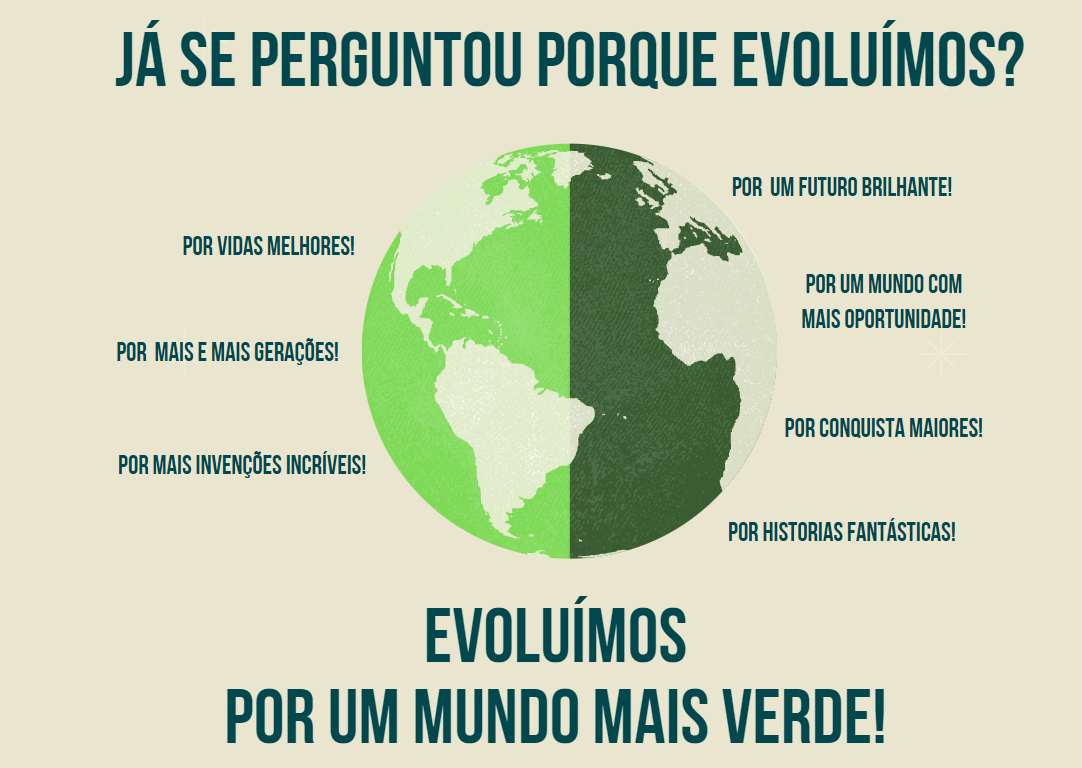 JÁ SE PERGUNTOU PORQUE EVOLUÍMOS?
POR VIDAS MELHORES!
POR MAIS E MAIS GERAÇÕES!
POR MAIS INVENÇÕES INCRÍVEIS!
POR UM FUTURO BRILHANTE!
POR UM MUNDO COM
MAIS OPORTUNIDADE!
POR CONQUISTA MAIORES!
POR HISTORIAS FANTÁSTICAS!
EVOLUÍMOS
POR UM MUNDO MAIS VERDE!